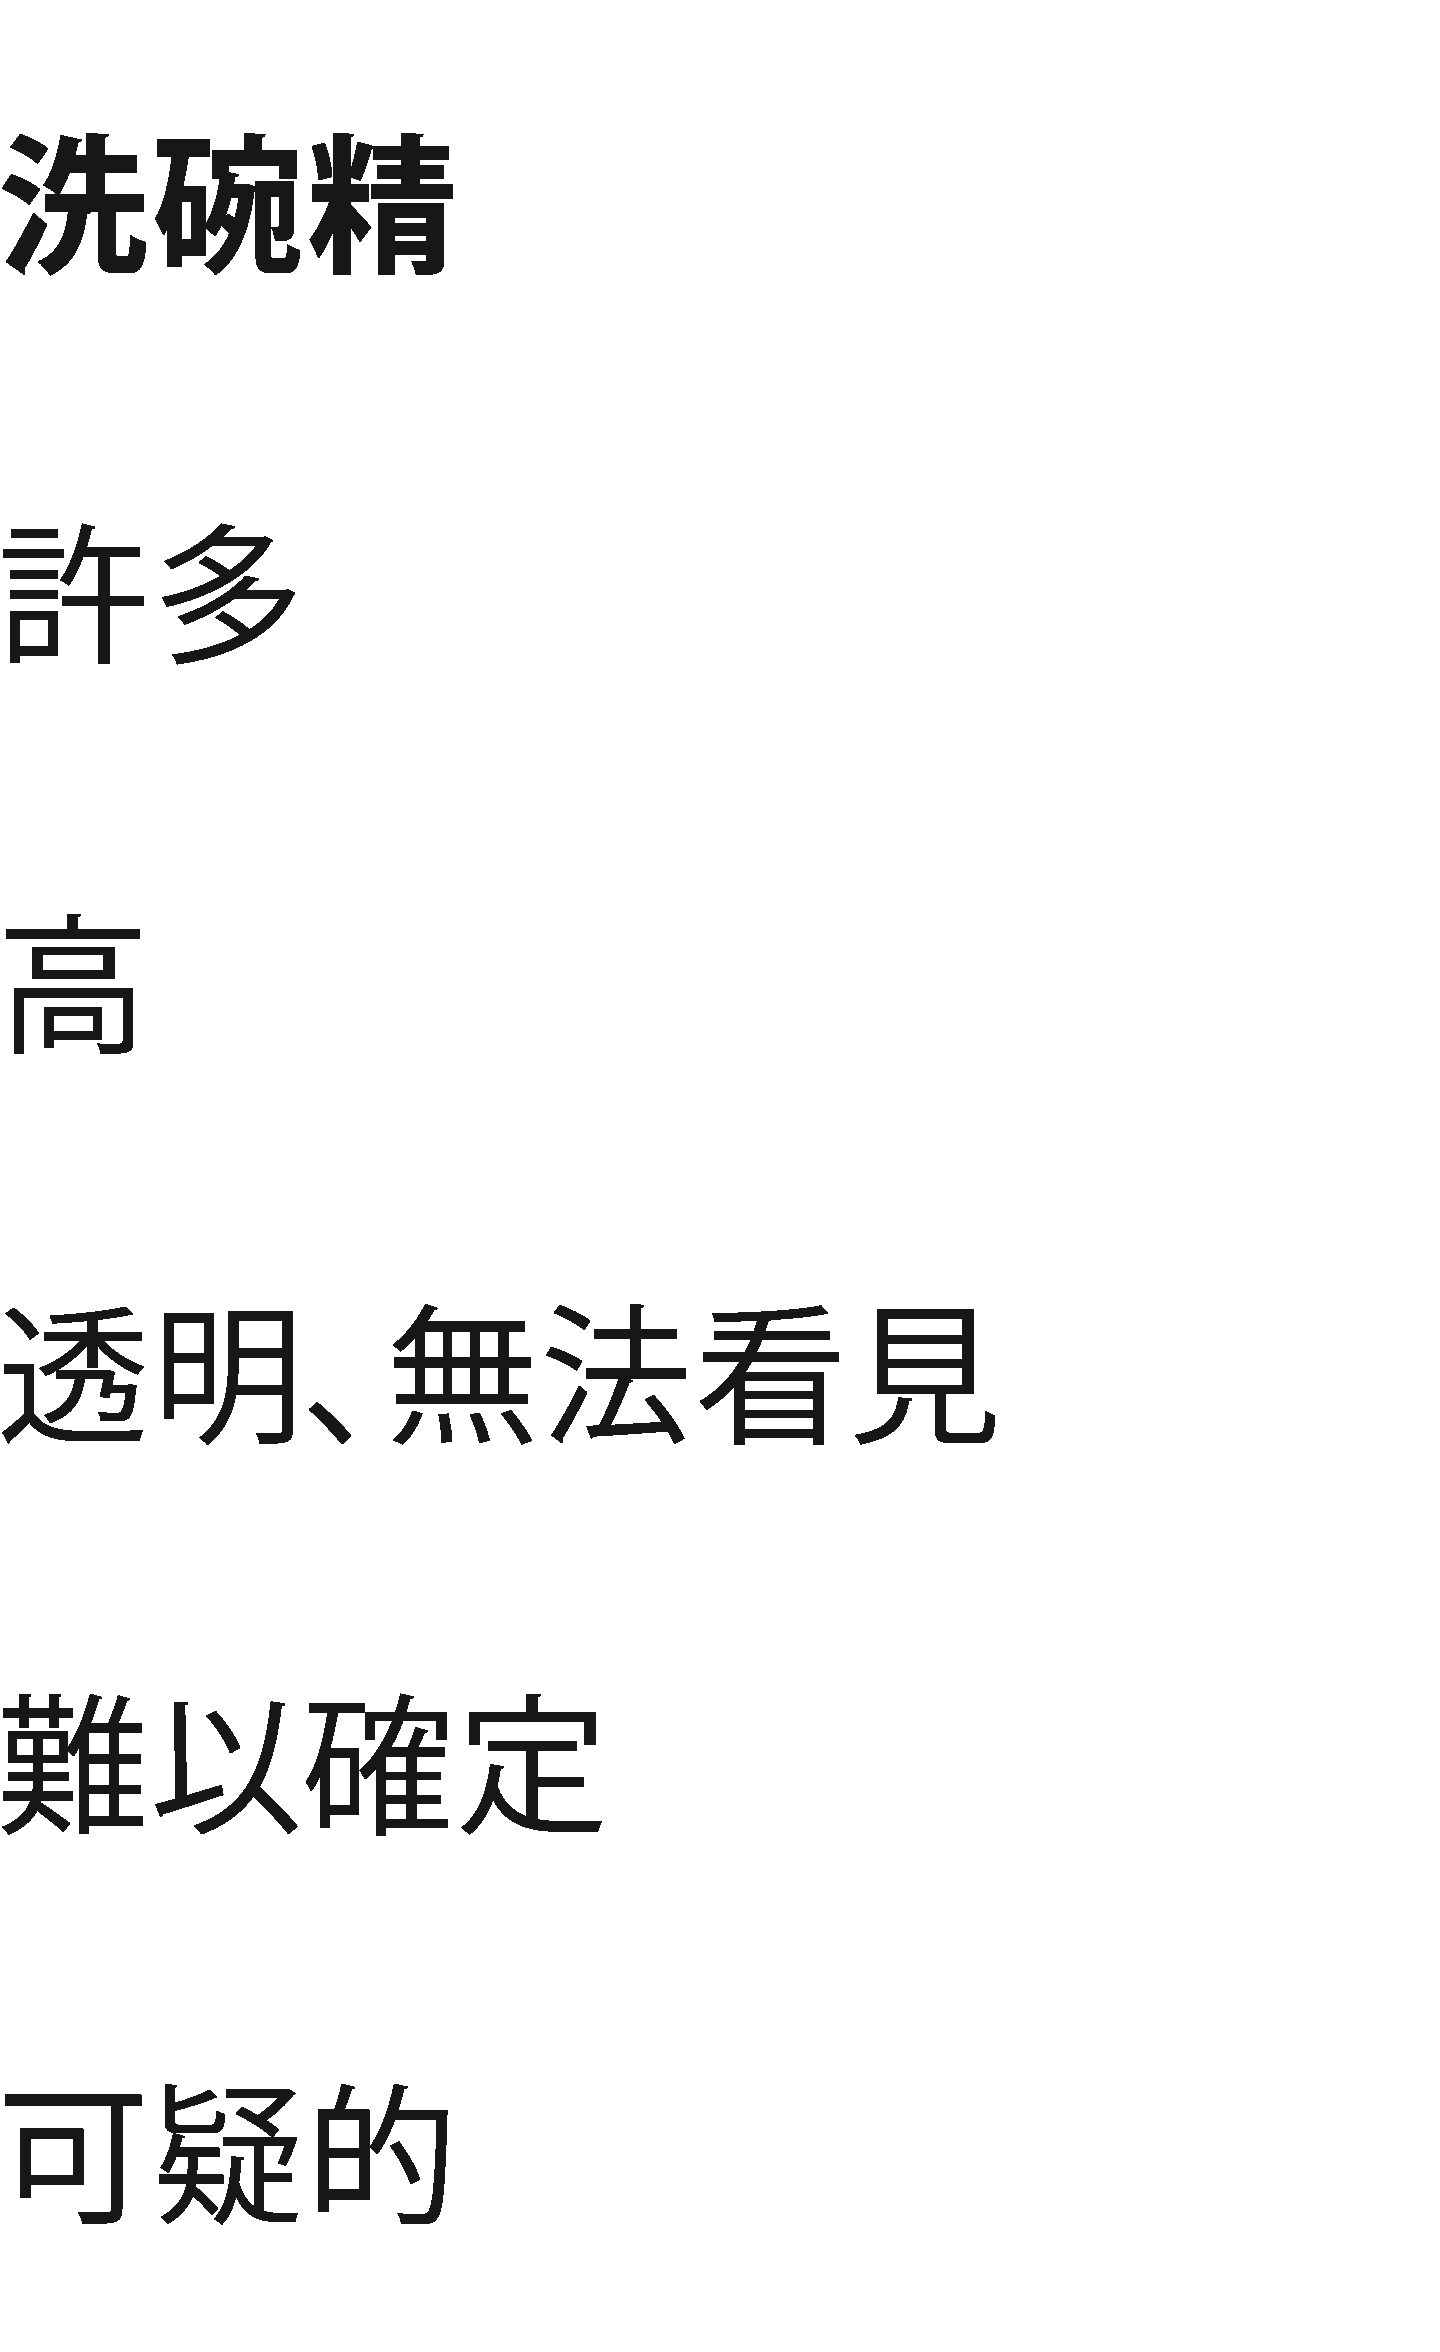 洗碗精
許多
高
透明、無法看見
難以確定
可疑的